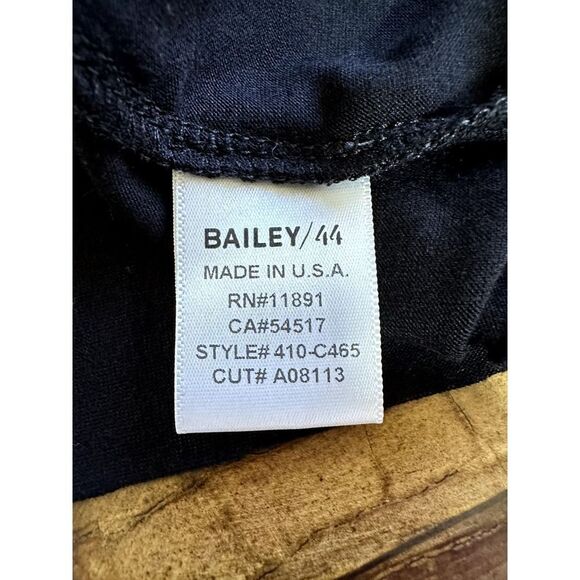 BAILEY/44
MADE IN U.S.A.
RN#11891
CA#54517
STYLE# 410-C465
CUT# A08113